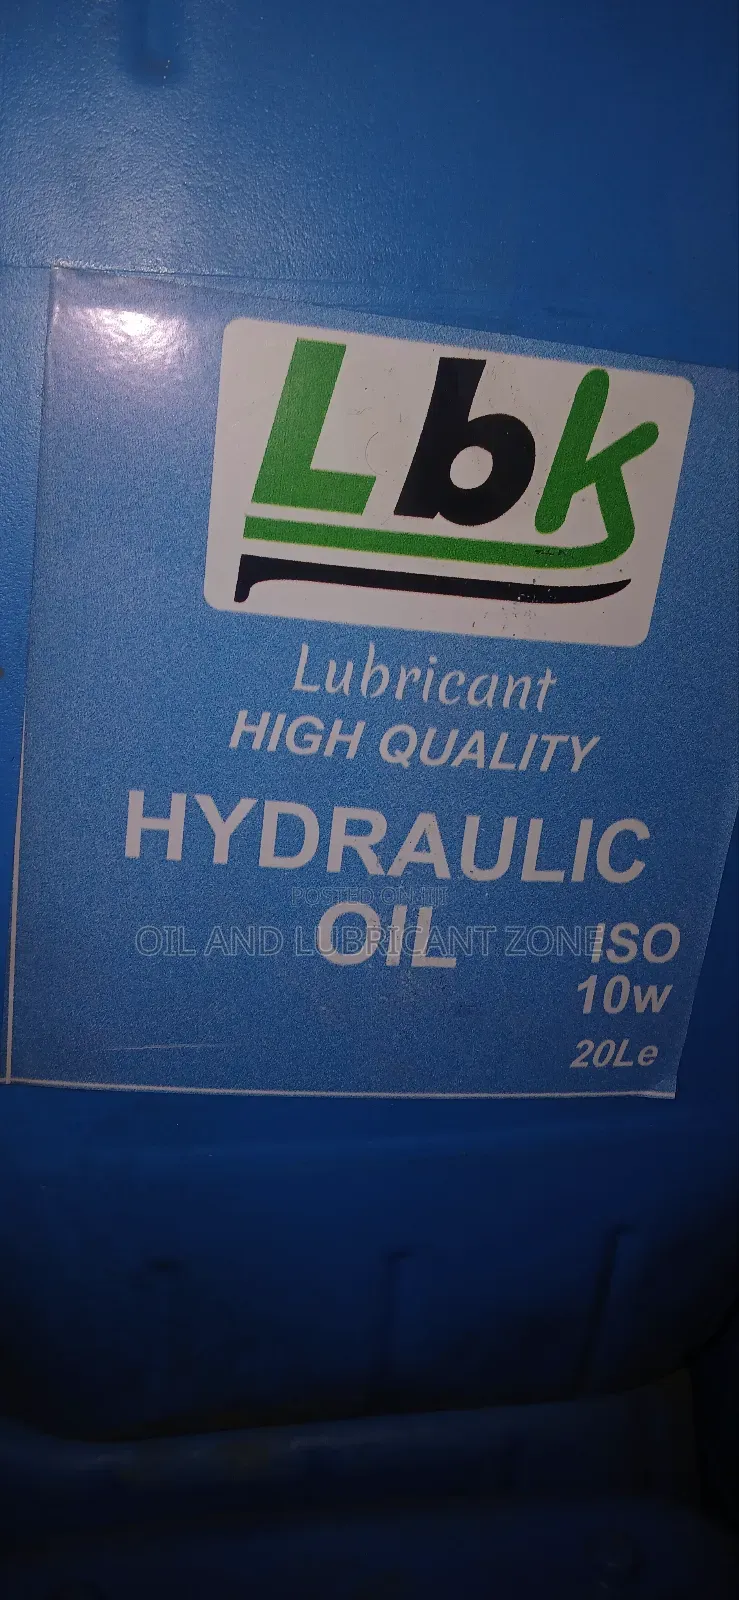 Lbk
Lubricant
HIGH QUALITY
HYDRAULIC
POSTED ON JIJI
OIL
OIL AND LUBRICANT ZONE
ISO
10w
20Le